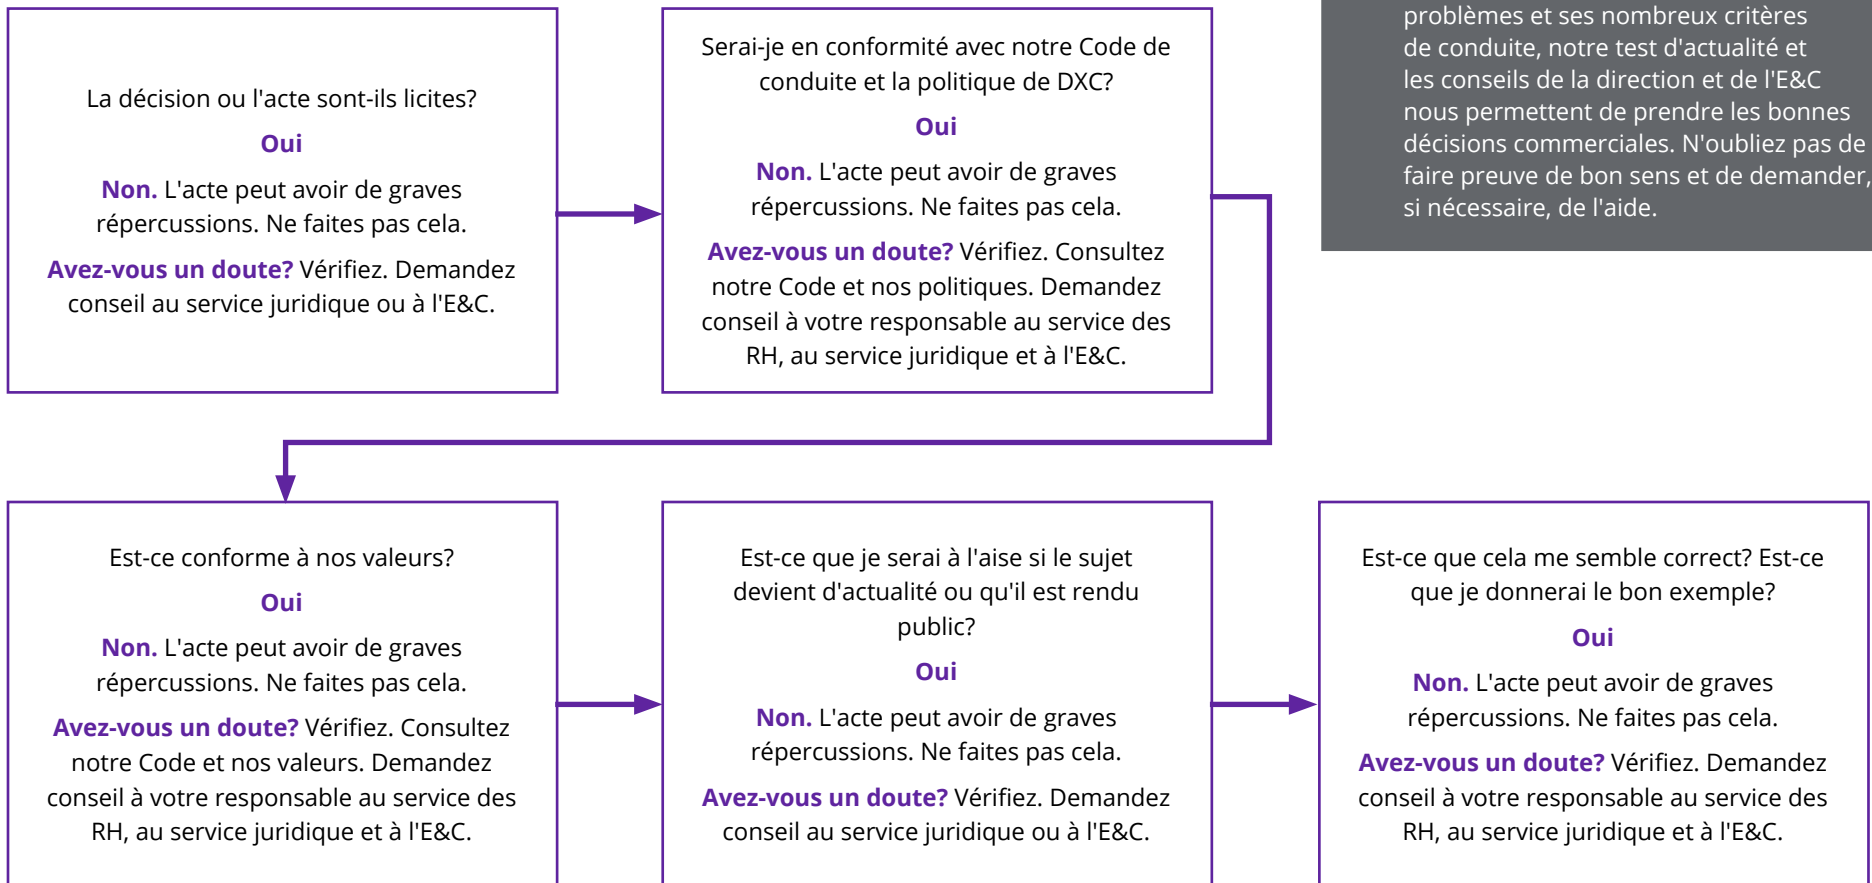 La décision ou l'acte sont-ils licites?
Oui
Non. L'acte peut avoir de graves
répercussions. Ne faites pas cela.
Avez-vous un doute? Vérifiez. Demandez
conseil au service juridique ou à l'E&C.
Serai-je en conformité avec notre Code de
conduite et la politique de DXC?
Oui
Non. L'acte peut avoir de graves
répercussions. Ne faites pas cela.
Avez-vous un doute? Vérifiez. Consultez
notre Code et nos politiques. Demandez
conseil à votre responsable au service des
RH, au service juridique et à l'E&C.
problèmes et ses nombreux critères
de conduite, notre test d'actualité et
les conseils de la direction et de l'E&C
nous permettent de prendre les bonnes
décisions commerciales. N'oubliez pas de
faire preuve de bon sens et de demander,
si nécessaire, de l'aide.
Est-ce conforme à nos valeurs?
Oui
Non. L'acte peut avoir de graves
répercussions. Ne faites pas cela.
Avez-vous un doute? Vérifiez. Consultez
notre Code et nos valeurs. Demandez
conseil à votre responsable au service des
RH, au service juridique et à l'E&C.
Est-ce que je serai à l'aise si le sujet
devient d'actualité ou qu'il est rendu
public?
Oui
Non. L'acte peut avoir de graves
répercussions. Ne faites pas cela.
Avez-vous un doute? Vérifiez. Demandez
conseil au service juridique ou à l'E&C.
Est-ce que cela me semble correct? Est-ce
que je donnerai le bon exemple?
Oui
Non. L'acte peut avoir de graves
répercussions. Ne faites pas cela.
Avez-vous un doute? Vérifiez. Demandez
conseil à votre responsable au service des
RH, au service juridique et à l'E&C.